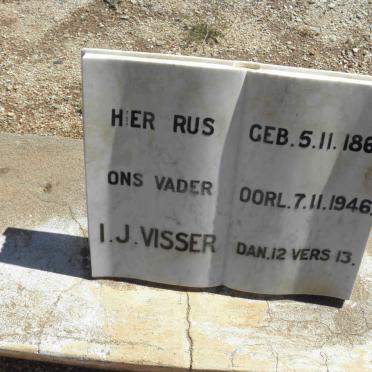 HIER RUS
ONS VADER
I.J. VISSER
GEB. 5.11.186
OORL. 7.11.1946
DAN. 12 VERS 13.